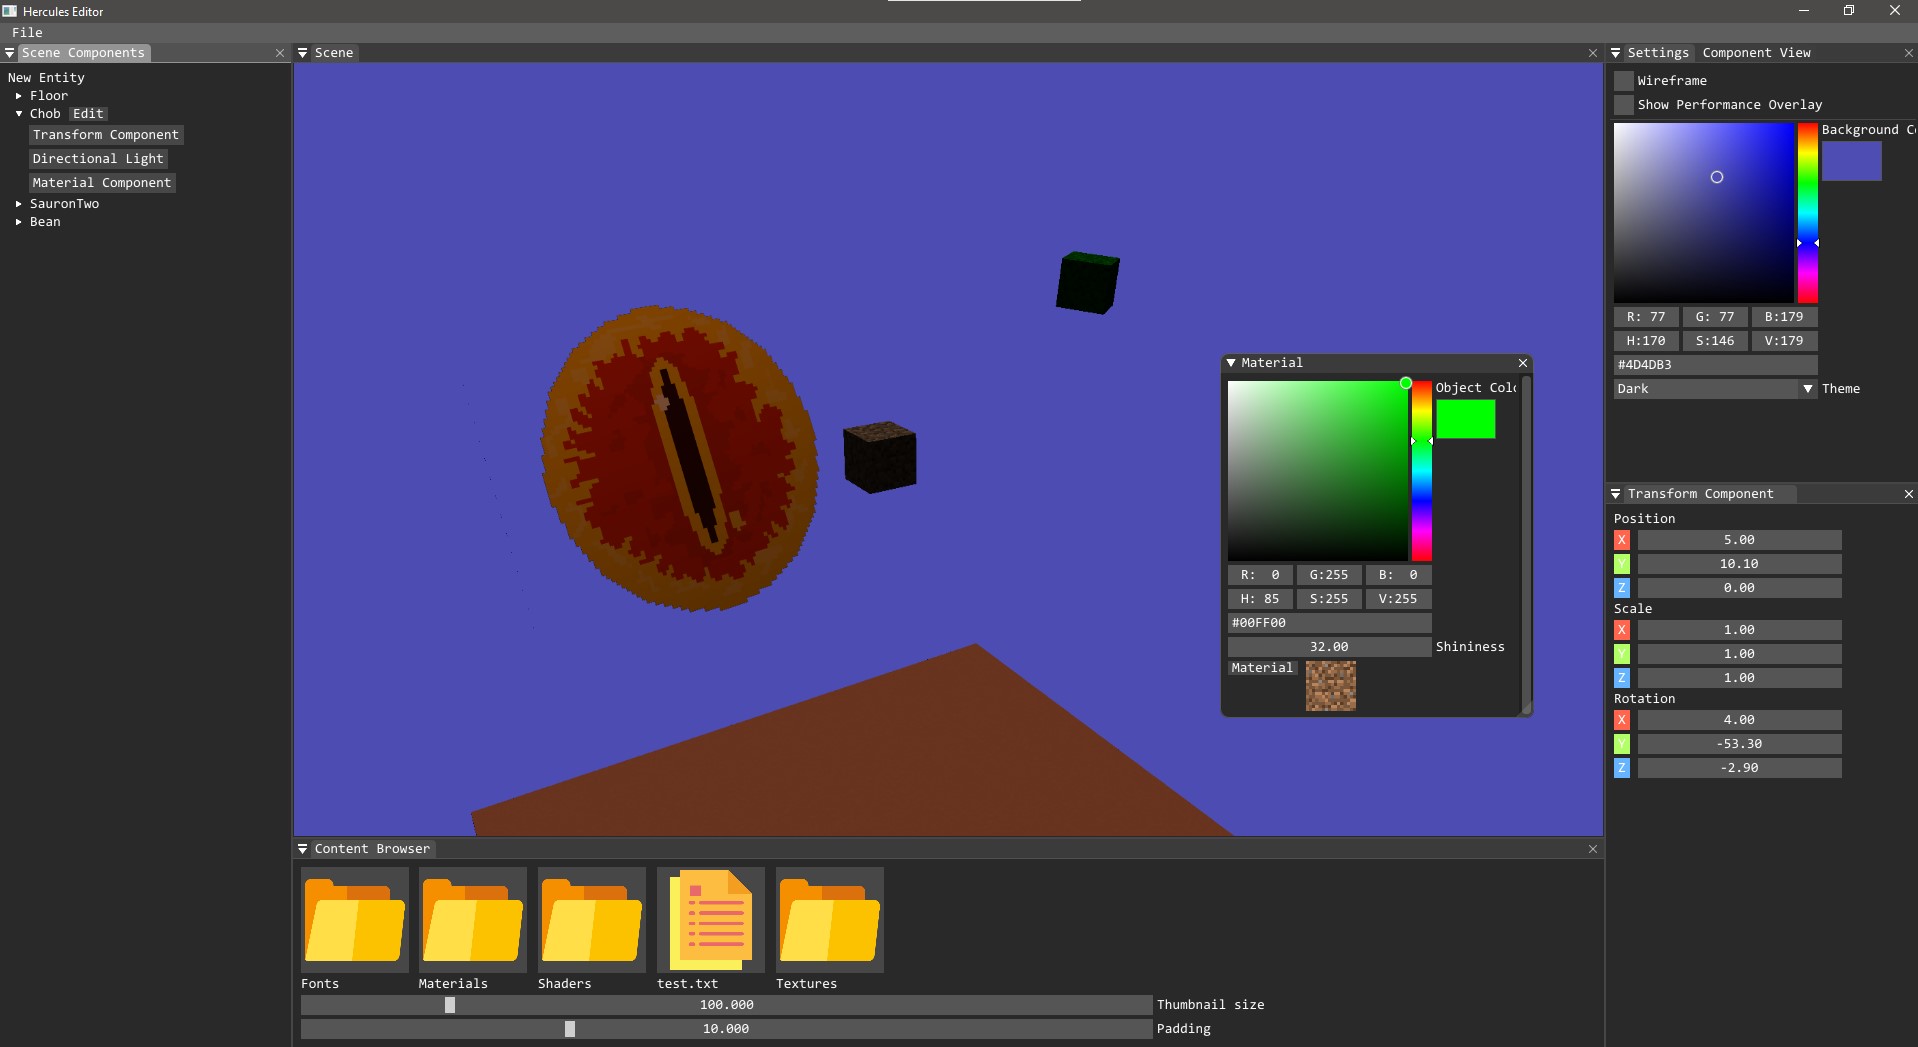 Hercules Editor
File
Scene Components
New Entity
Floor
Chob Edit
Transform Component
Directional Light
Material Component
SauronTwo
Bean
Scene
Material
Object Colo
R: 0 G:255 B: 0
H: 85 S:255 V:255
#00FF00
32.00 Shininess
Material
Content Browser
Fonts Materials Shaders test.txt Textures
100.000 Thumbnail size
10.000 Padding
Settings Component View
Wireframe
Show Performance Overlay
Background Co
R: 77 G: 77 B:179
H:170 S:146 V:179
#4D4DB3
Dark Theme
Transform Component
Position
X 5.00
Y 10.10
Z 0.00
Scale
X 1.00
Y 1.00
Z 1.00
Rotation
X 4.00
Y -53.30
Z -2.90